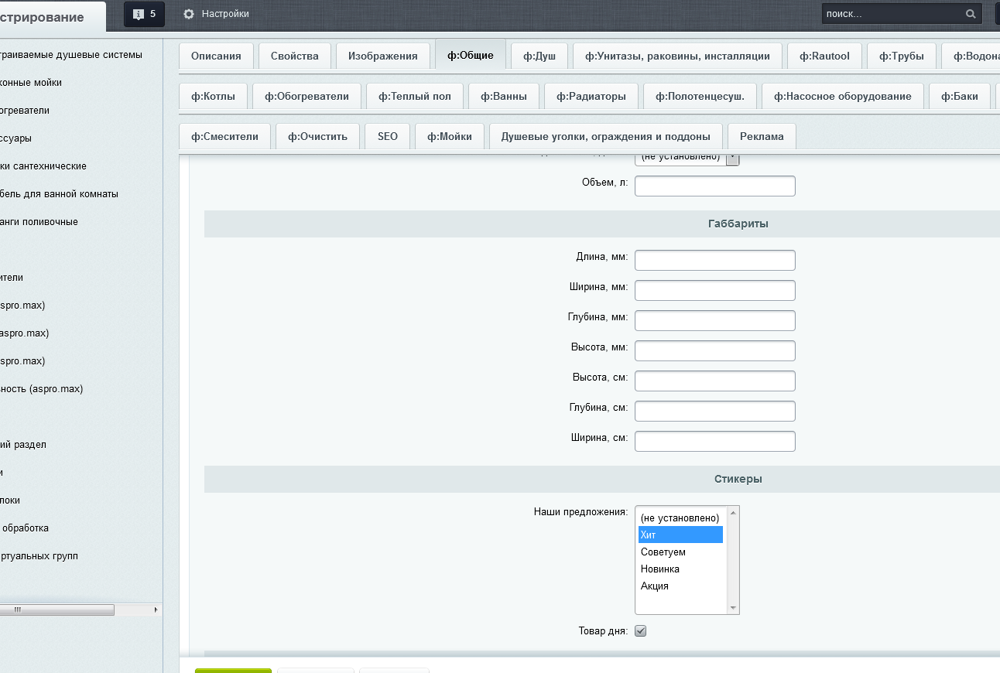 стрирование
5
Настройки
поиск...
траиваемые душевые системы
хонные мойки
огреватели
ссуары
ки сантехнические
бель для ванной комнаты
анги поливочные
ители
spro.max)
aspro.max)
spro.max)
ность (aspro.max)
ий раздел
и
локи
обработка
ртуальных групп
Описания Свойства Изображения ф:Общие ф:Душ ф:Унитазы, раковины, инсталляции ф:Rautool ф:Трубы ф:Водона
ф:Котлы ф:Обогреватели ф:Теплый пол ф:Ванны ф:Радиаторы ф:Полотенцесуш. ф:Насосное оборудование ф:Баки
ф:Смесители ф:Очистить SEO ф:Мойки Душевые уголки, ограждения и поддоны Реклама
(не установлено)
Объем, л:
Габбариты
Длина, мм:
Ширина, мм:
Глубина, мм:
Высота, мм:
Высота, см:
Глубина, см:
Ширина, см:
Стикеры
Наши предложения:
(не установлено)
Хит
Советуем
Новинка
Акция
Товар дня: